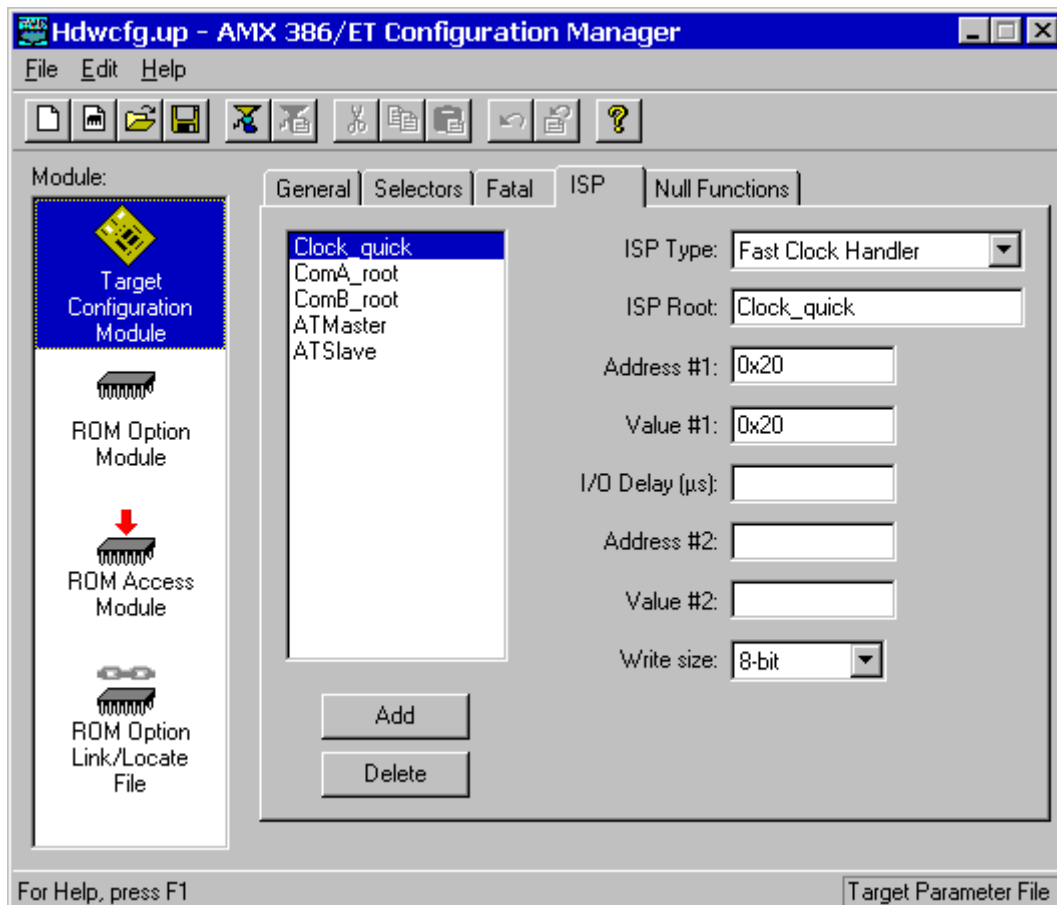 Hdwcfg.up - AMX 386/ET Configuration Manager
File Edit Help
Module:
Target
Configuration
Module
ROM Option
Module
ROM Access
Module
ROM Option
Link/Locate
File
General Selectors Fatal ISP Null Functions
Clock_quick
ComA_root
ComB_root
ATMaster
ATSlave
Add
Delete
ISP Type: Fast Clock Handler
ISP Root: Clock_quick
Address #1: 0x20
Value #1: 0x20
I/O Delay (µs):
Address #2:
Value #2:
Write size: 8-bit
For Help, press F1
Target Parameter File